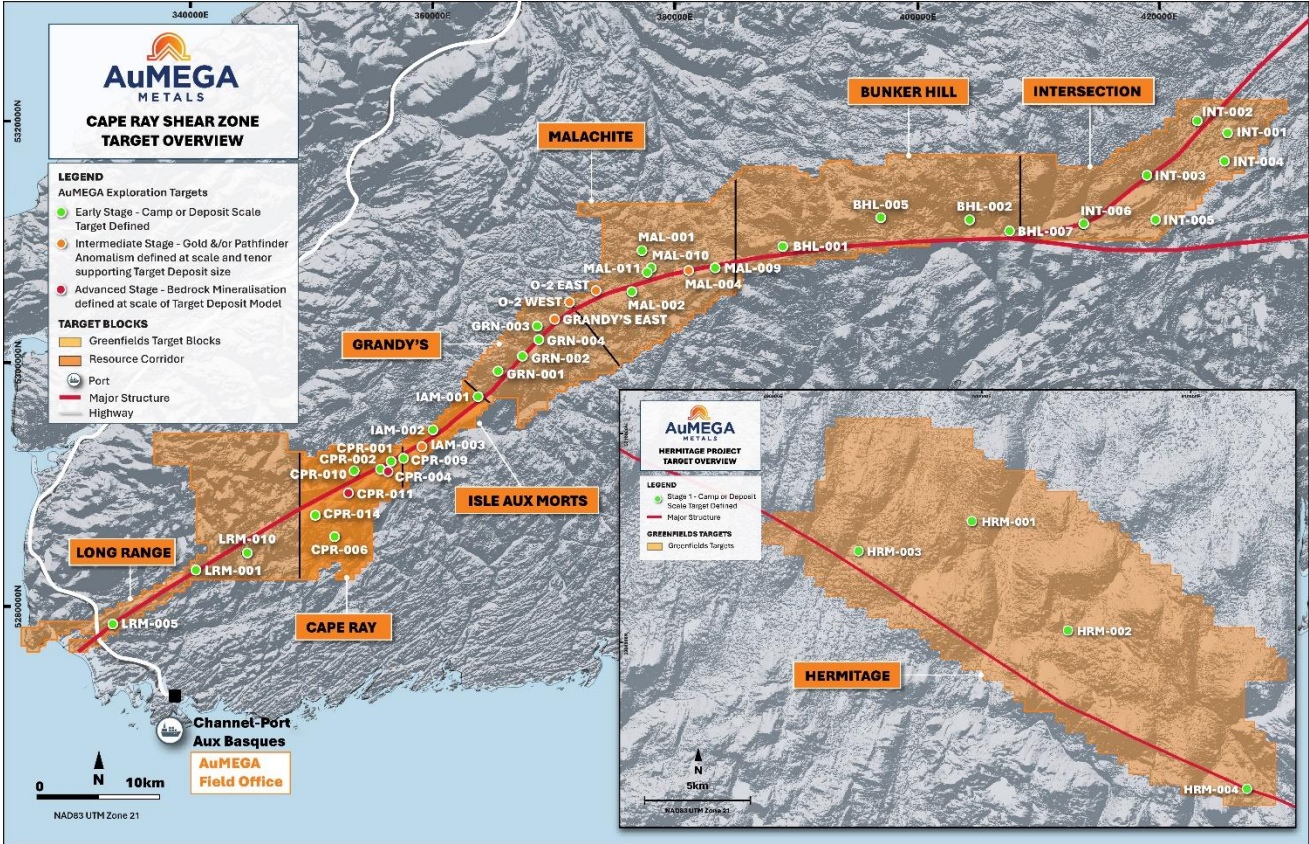 340000E
360000E
380000E
400000E
420000E
5320000N
5280000N
AuMEGA
METALS
CAPE RAY SHEAR ZONE
TARGET OVERVIEW
LEGEND
AuMEGA Exploration Targets
Early Stage - Camp or Deposit Scale
Target Defined
Intermediate Stage - Gold &/or Pathfinder
Anomalism defined at scale and tenor
supporting Target Deposit size
Advanced Stage - Bedrock Mineralisation
defined at scale of Target Deposit Model
TARGET BLOCKS
Greenfields Target Blocks
Resource Corridor
Port
Major Structure
Highway
BUNKER HILL
INTERSECTION
MALACHITE
INT-002
INT-001
INT-004
INT-003
INT-006
INT-005
BHL-005
BHL-002
BHL-007
BHL-001
MAL-001
MAL-010
MAL-011
MAL-009
MAL-004
MAL-002
O-2 EAST
O-2 WEST
GRANDY'S EAST
GRN-003
GRN-004
GRANDY'S
GRN-002
GRN-001
IAM-001
IAM-002
IAM-003
CPR-001
CPR-009
CPR-002
CPR-004
CPR-010
CPR-011
ISLE AUX MORTS
CPR-014
CPR-006
LRM-010
LONG RANGE
LRM-001
LRM-005
CAPE RAY
Channel-Port
Aux Basques
AuMEGA
Field Office
N
0 10km
NAD83 UTM Zone 21
AuMEGA
METALS
HERMITAGE PROJECT
TARGET OVERVIEW
LEGEND
Stage 1 - Camp or Deposit
Scale Target Defined
Major Structure
GREENFIELDS TARGETS
Greenfields Targets
HRM-001
HRM-003
HRM-002
HERMITAGE
HRM-004
N
5km
NAD83 UTM Zone 21